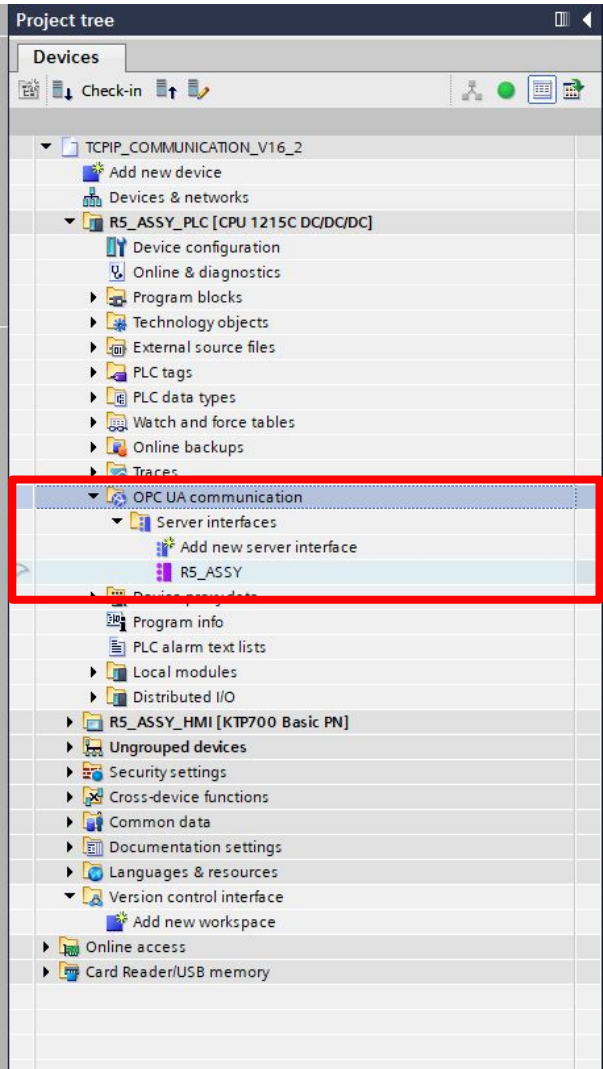 Project tree
Devices
Check-in
TCPIP_COMMUNICATION_V16_2
Add new device
Devices & networks
R5_ASSY_PLC [CPU 1215C DC/DC/DC]
Device configuration
Online & diagnostics
Program blocks
Technology objects
External source files
PLC tags
PLC data types
Watch and force tables
Online backups
Traces
OPC UA communication
Server interfaces
Add new server interface
R5_ASSY
Device proxy data
Program info
PLC alarm text lists
Local modules
Distributed I/O
R5_ASSY_HMI [KTP700 Basic PN]
Ungrouped devices
Security settings
Cross-device functions
Common data
Documentation settings
Languages & resources
Version control interface
Add new workspace
Online access
Card Reader/USB memory